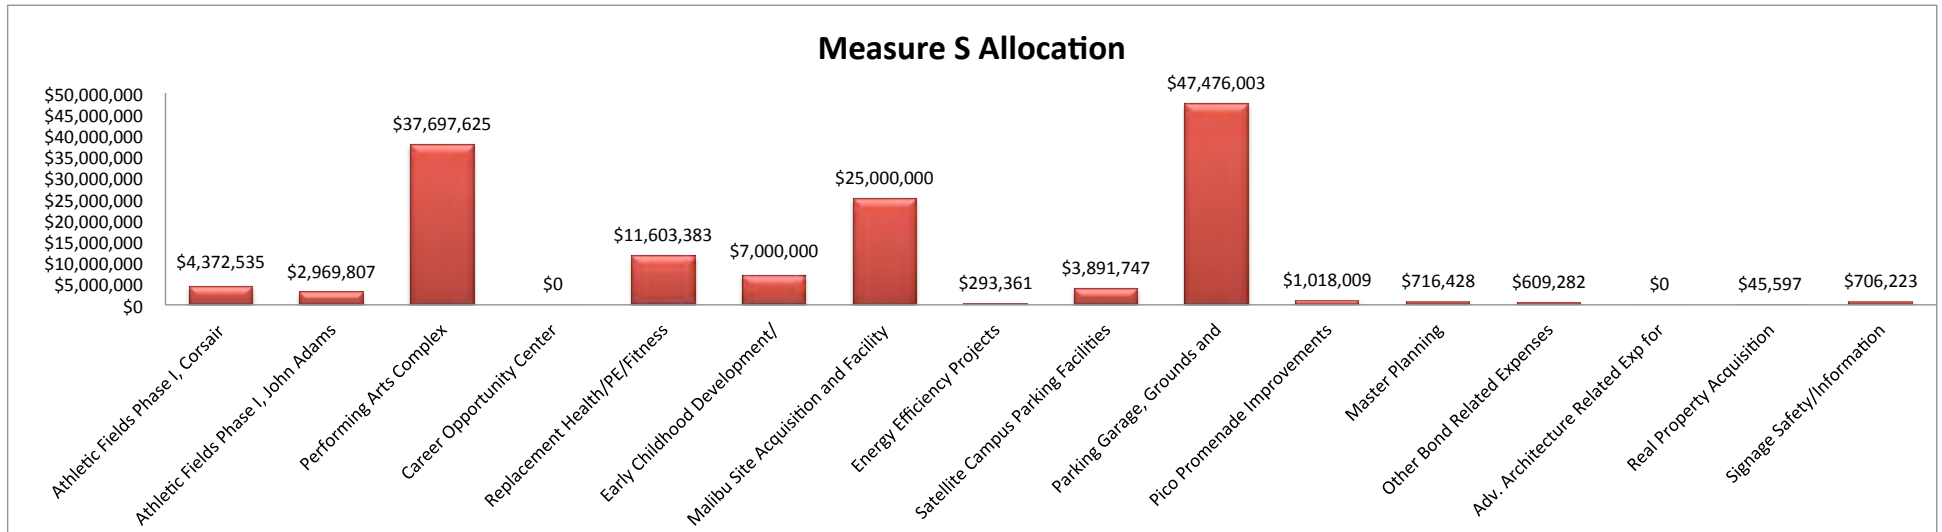 Measure S Allocation
$50,000,000
$45,000,000
$40,000,000
$35,000,000
$30,000,000
$25,000,000
$20,000,000
$15,000,000
$10,000,000
$5,000,000
$0
$4,372,535
$2,969,807
$37,697,625
$0
$11,603,383
$7,000,000
$25,000,000
$293,361
$3,891,747
$47,476,003
$1,018,009
$716,428
$609,282
$0
$45,597
$706,223
Athletic Fields Phase I, Corsair
Athletic Fields Phase I, John Adams
Performing Arts Complex
Career Opportunity Center
Replacement Health/PE/Fitness
Early Childhood Development/
Malibu Site Acquisition and Facility
Energy Efficiency Projects
Satellite Campus Parking Facilities
Parking Garage, Grounds and
Pico Promenade Improvements
Master Planning
Other Bond Related Expenses
Adv. Architecture Related Exp for
Real Property Acquisition
Signage Safety/Information